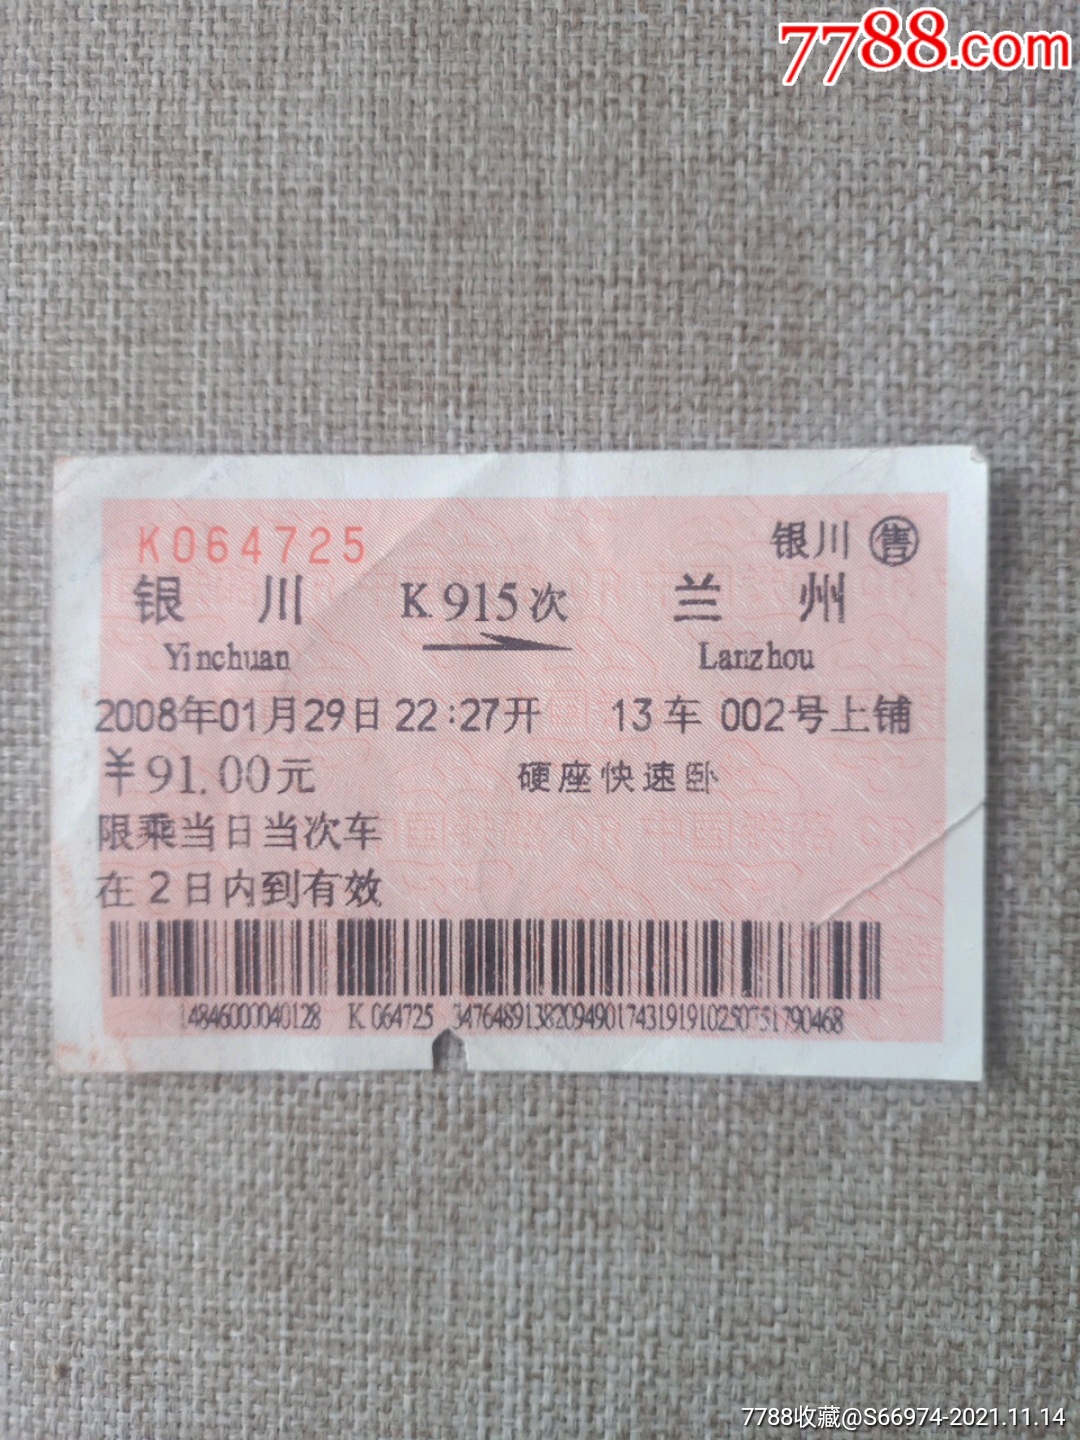 7788.com
K064725
银川 售
银川 K915次 兰州
Yinchuan Lanzhou
2008年01月29日 22:27开 13车 002号上铺
¥91.00元 硬座快速卧
限乘当日当次车
在2日内到有效
14846000040128 K064725 34764891382094901743191910250751790468
7788收藏@S66974-2021.11.14